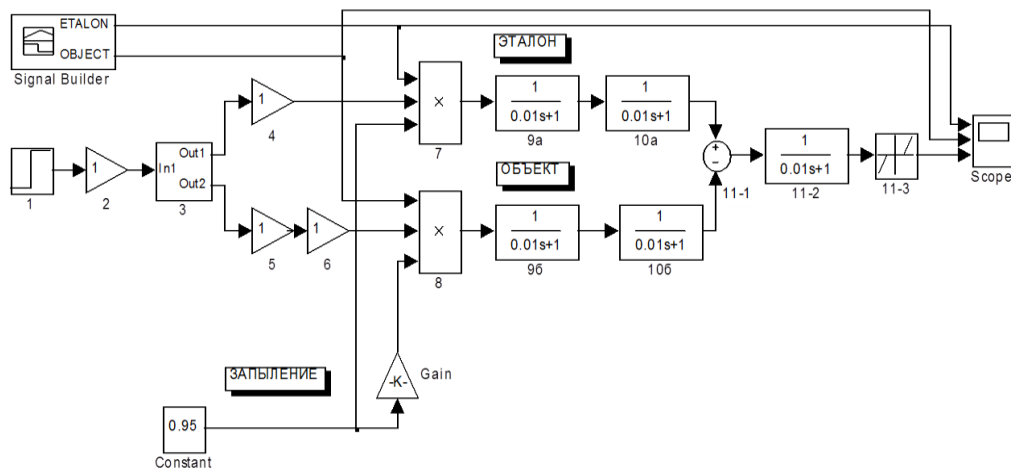 ETALON
OBJECT
Signal Builder
ЭТАЛОН
1
4
×
7
1
0.01s+1
9а
1
0.01s+1
10а
1
1
2
In1
Out1
Out2
3
+
−
11-1
1
0.01s+1
11-2
11-3
Scope
ОБЪЕКТ
1
5
1
6
×
8
1
0.01s+1
9б
1
0.01s+1
10б
ЗАПЫЛЕНИЕ
-K-
Gain
0.95
Constant